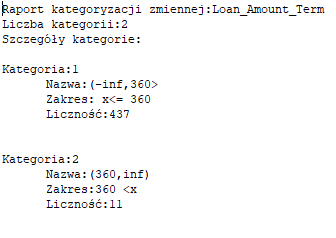 Raport kategoryzacji zmiennej:Loan_Amount_Term
Liczba kategorii:2
Szczegóły kategorie:
Kategoria:1
Nazwa:(-inf,360>
Zakres: x<= 360
Liczność:437
Kategoria:2
Nazwa:(360,inf)
Zakres:360 <x
Liczność:11